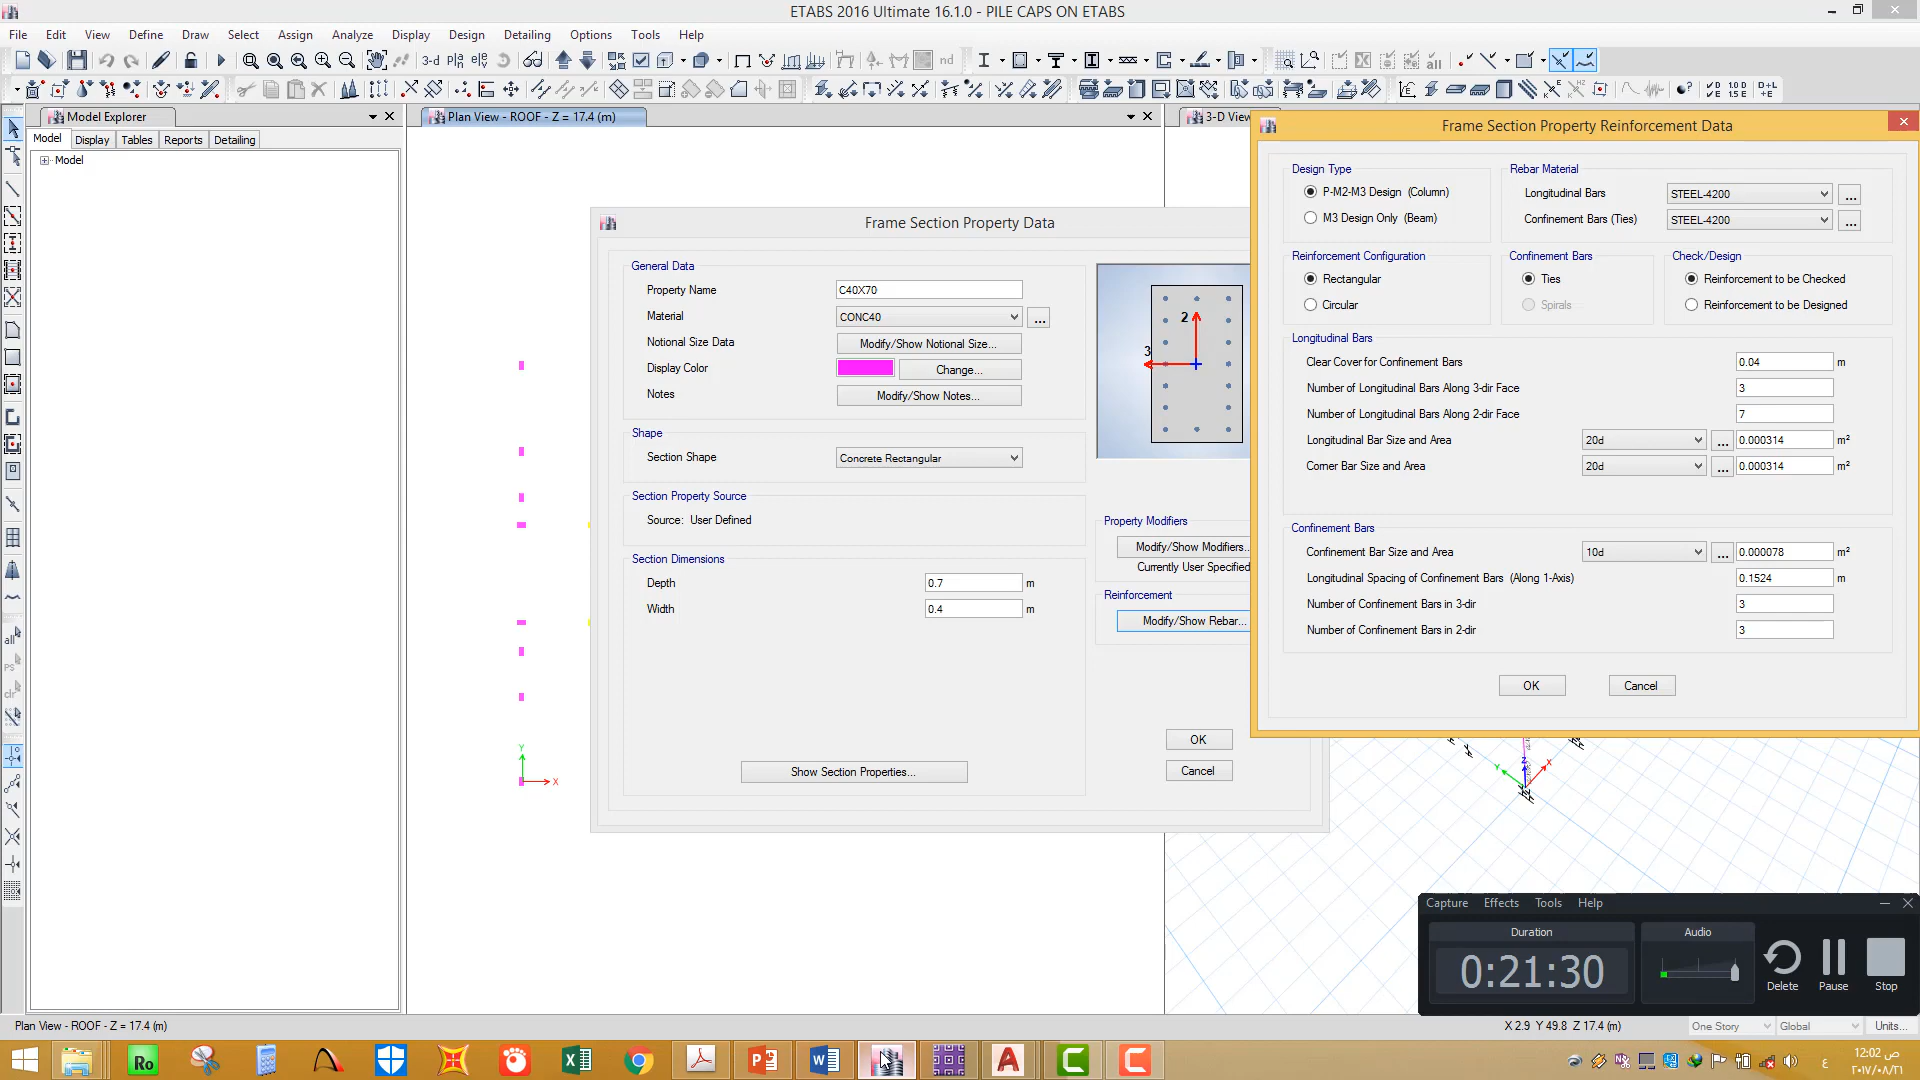 ETABS 2016 Ultimate 16.1.0 - PILE CAPS ON ETABS
File Edit View Define Draw Select Assign Analyze Display Design Detailing Options Tools Help
3-d
nd
all
Model Explorer
Plan View - ROOF - Z = 17.4 (m)
3-D View
Model Display Tables Reports Detailing
Model
Frame Section Property Data
General Data
Property Name C40X70
Material CONC40 ...
Notional Size Data Modify/Show Notional Size...
Display Color Change...
Notes Modify/Show Notes...
Shape
Section Shape Concrete Rectangular
Section Property Source
Source: User Defined
Section Dimensions
Depth 0.7 m
Width 0.4 m
Show Section Properties...
2
3
Property Modifiers
Modify/Show Modifiers...
Currently User Specified
Reinforcement
Modify/Show Rebar...
OK
Cancel
Frame Section Property Reinforcement Data
Design Type
P-M2-M3 Design (Column)
M3 Design Only (Beam)
Rebar Material
Longitudinal Bars STEEL-4200 ...
Confinement Bars (Ties) STEEL-4200 ...
Reinforcement Configuration
Rectangular
Circular
Confinement Bars
Ties
Spirals
Check/Design
Reinforcement to be Checked
Reinforcement to be Designed
Longitudinal Bars
Clear Cover for Confinement Bars 0.04 m
Number of Longitudinal Bars Along 3-dir Face 3
Number of Longitudinal Bars Along 2-dir Face 7
Longitudinal Bar Size and Area 20d ... 0.000314 m²
Corner Bar Size and Area 20d ... 0.000314 m²
Confinement Bars
Confinement Bar Size and Area 10d ... 0.000078 m²
Longitudinal Spacing of Confinement Bars (Along 1-Axis) 0.1524 m
Number of Confinement Bars in 3-dir 3
Number of Confinement Bars in 2-dir 3
OK Cancel
all
ps
clr
Y
X
Z
Y
X
Capture Effects Tools Help
Duration
Audio
0:21:30
Delete
Pause
Stop
Plan View - ROOF - Z = 17.4 (m)
X 2.9 Y 49.8 Z 17.4 (m)
One Story
Global
Units...
Ro
ع
12:02 ص
٢٠١٧/٠٨/٢١